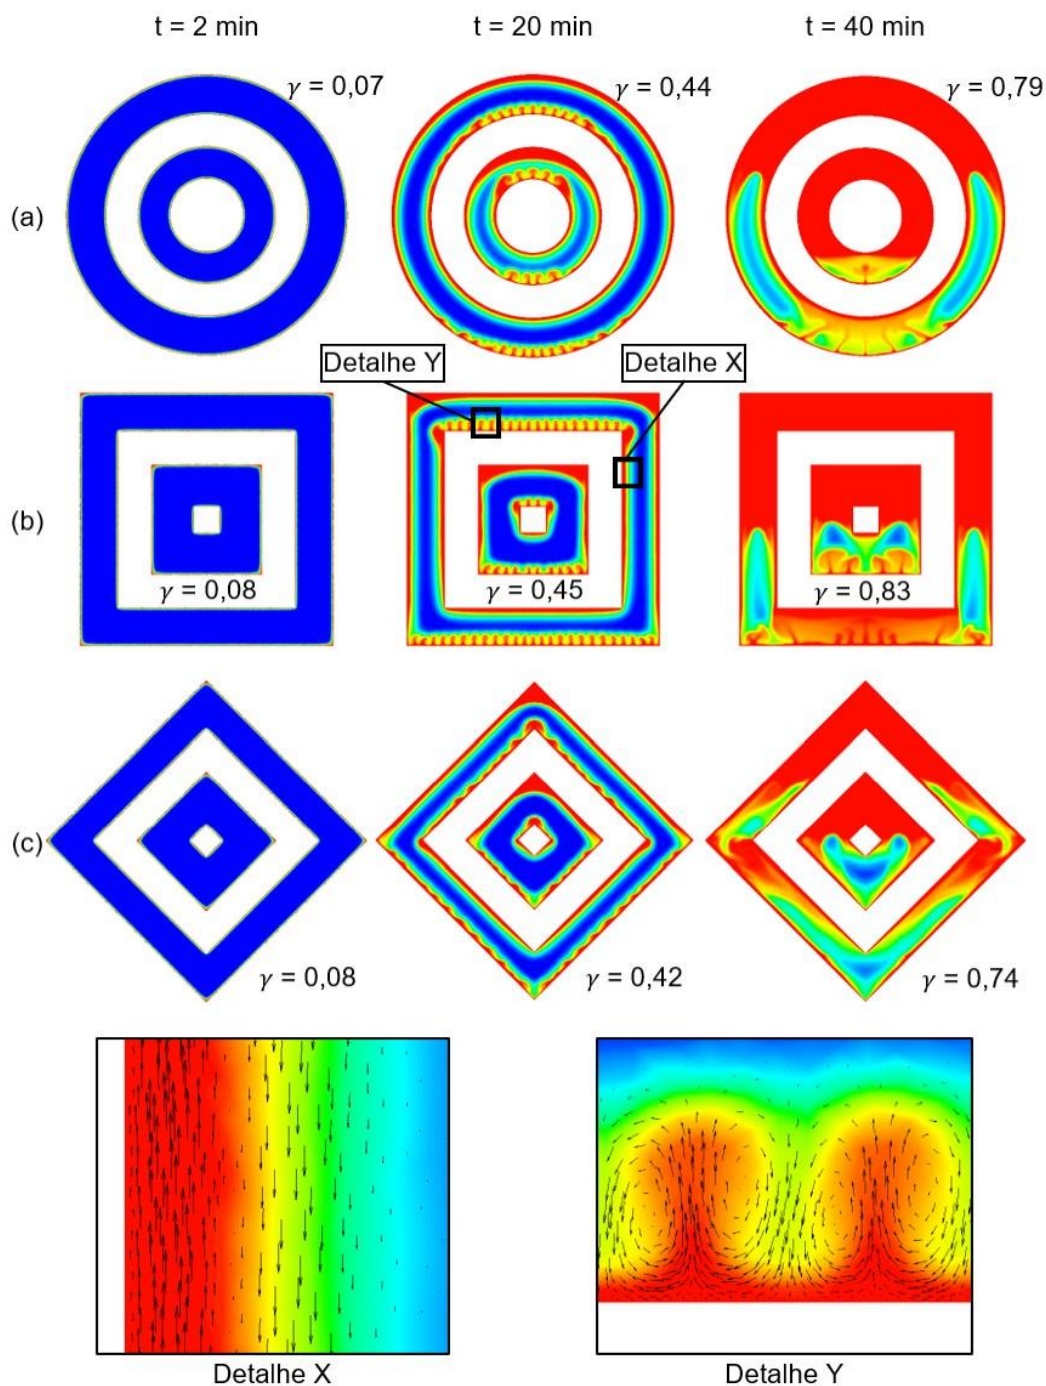 t = 2 min t = 20 min t = 40 min
γ = 0,07 γ = 0,44 γ = 0,79
(a)
Detalhe Y Detalhe X
(b)
γ = 0,08 γ = 0,45 γ = 0,83
(c)
γ = 0,08 γ = 0,42 γ = 0,74
Detalhe X Detalhe Y